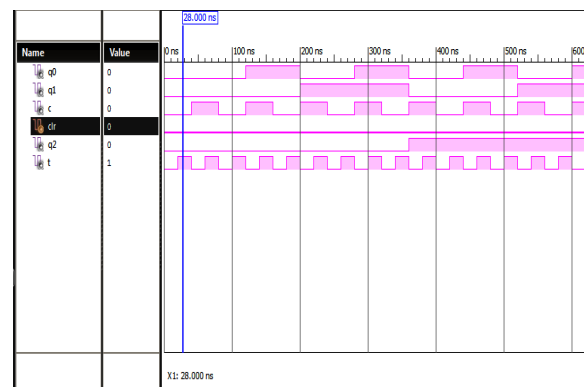 28.000 ns
Name Value 0 ns 100 ns 200 ns 300 ns 400 ns 500 ns 600 ns
q0 0
q1 0
c 0
clr 0
q2 0
t 1
X1: 28.000 ns